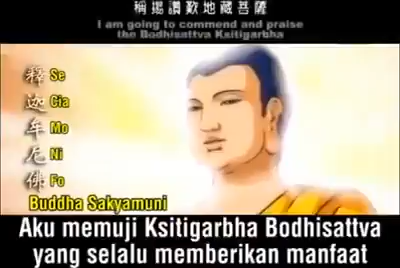 稱揚讚歎地藏菩薩
I am going to commend and praise
the Bodhisattva Ksitigarbha
釋 Se
迦 Cia
牟 Mo
尼 Ni
佛 Fo
Buddha Sakyamuni
Aku memuji Ksitigarbha Bodhisattva
yang selalu memberikan manfaat